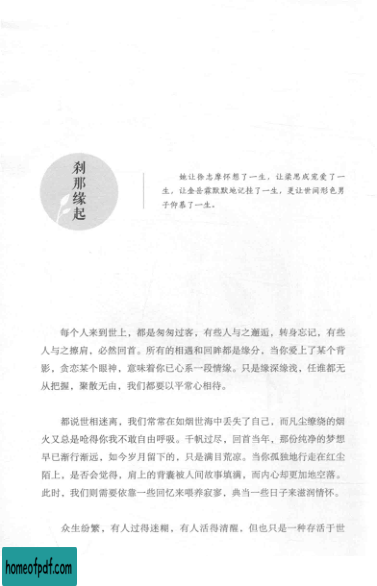 刹那缘起
她让徐志摩怀想了一生，让梁思成宠爱了一
生，让金岳霖默默地记挂了一生，更让世间形色男
子仰慕了一生。
每个人来到世上，都是匆匆过客，有些人与之邂逅，转身忘记，有些
人与之擦肩，必然回首。所有的相遇和回眸都是缘分，当你爱上了某个背
影，贪恋某个眼神，意味着你已心系一段情缘。只是缘深缘浅，任谁都无
从把握，聚散无由，我们都要以平常心相待。
都说世相迷离，我们常常在如烟世海中丢失了自己，而凡尘缭绕的烟
火又总是呛得你我不敢自由呼吸。千帆过尽，回首当年，那份纯净的梦想
早已渐行渐远，如今岁月留下的，只是满目荒凉。当你孤独地行走在红尘
陌上，是否会觉得，肩上的背囊被人间故事填满，而内心却更加地空落。
此时，我们则需要依靠一些回忆来喂养寂寥，典当一些日子来滋润情怀。
众生纷繁，有人过得迷糊，有人活得清醒，但也只是一种存活于世
homeofpdf.com